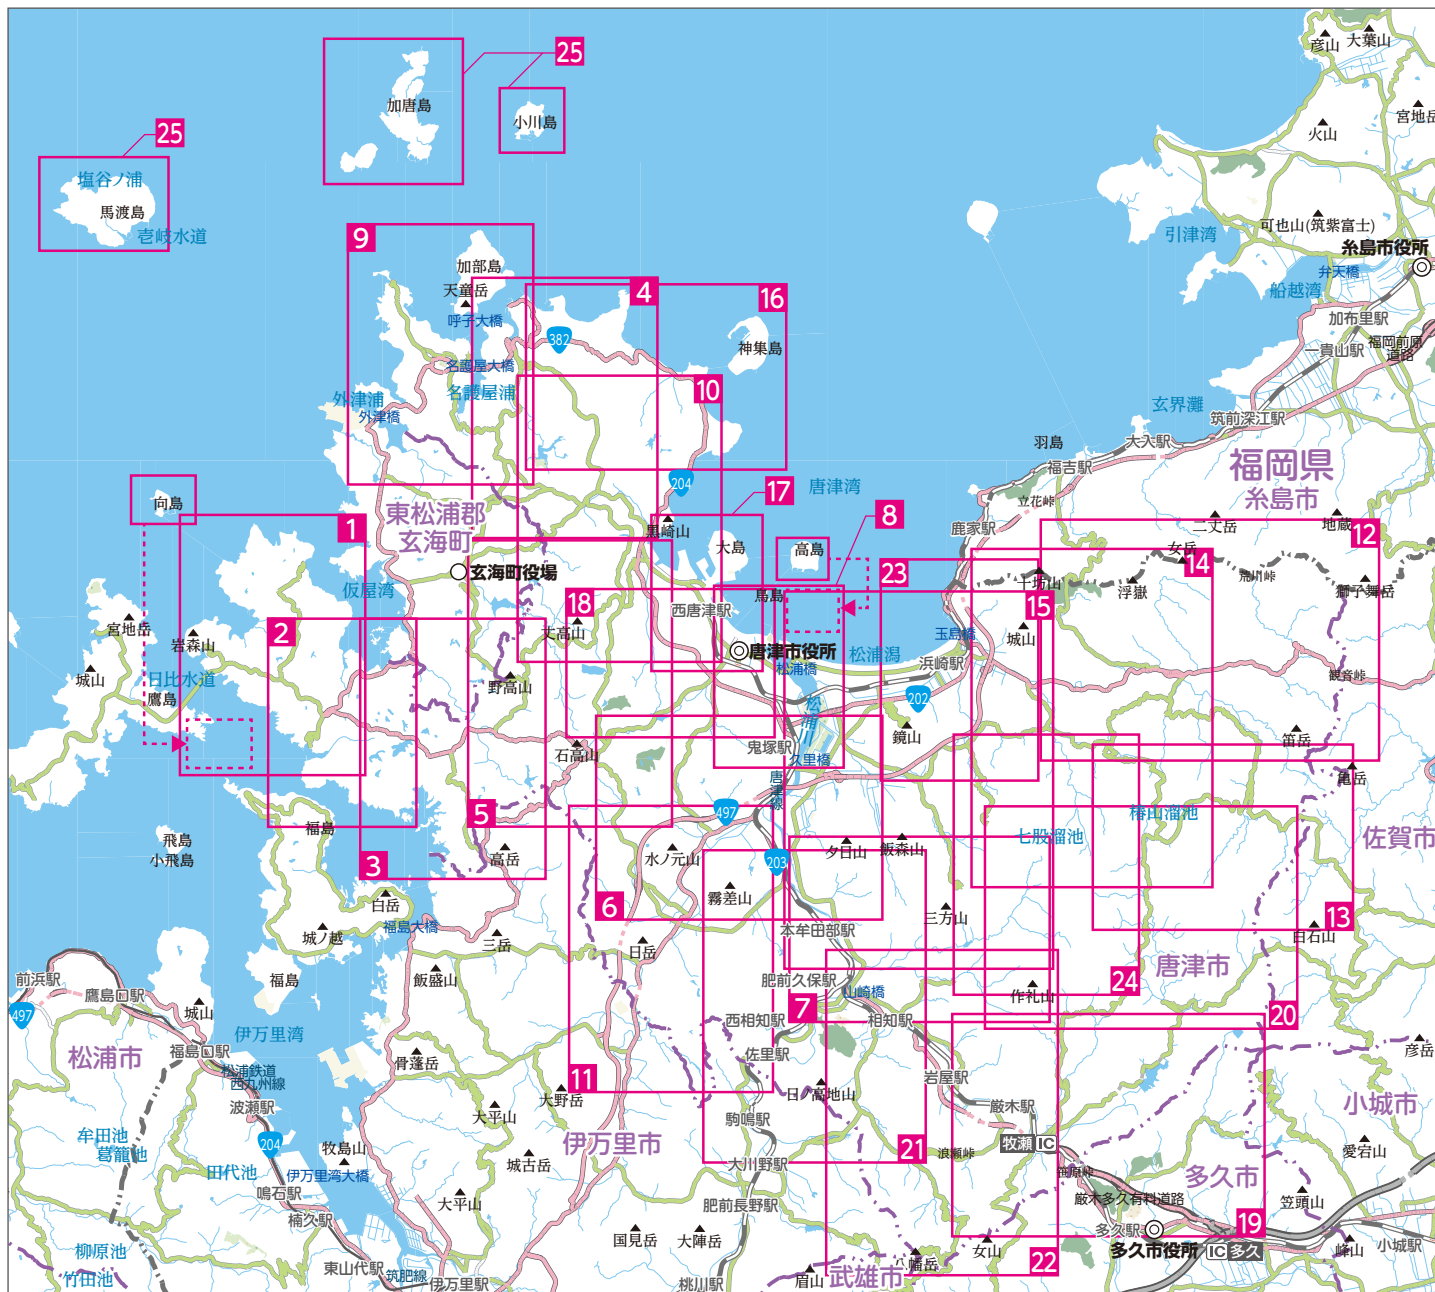 彦山
大葉山
宮地岳
火山
25
加唐島
小川島
25
塩谷ノ浦
馬渡島
壱岐水道
可也山(筑紫富士)
引津湾
糸島市役所
弁天橋
船越湾
加布里駅
福岡前原
道路
一貴山駅
9
加部島
天童岳
呼子大橋
4
16
382
神集島
名護屋大橋
名護屋浦
外津浦
外津橋
10
玄界灘
筑前深江駅
大入駅
羽島
福吉駅
福岡県
糸島市
立花峠
鹿家駅
二丈岳
地蔵
12
204
17
唐津湾
8
向島
1
東松浦郡
玄海町
黒崎山
大島
高島
女岳
14
荒川峠
獅子舞岳
十坊山
浮嶽
23
15
玄海町役場
仮屋湾
18
西唐津駅
鳥島
城山
玉島橋
宮地岳
岩森山
2
丈高山
唐津市役所
松浦橋
松浦潟
浜崎駅
観音峠
城山
日比水道
鷹島
野高山
202
松浦川
鏡山
笛岳
石高山
鬼塚駅
久里橋
唐津線
亀岳
5
497
椿山溜池
七股溜池
佐賀市
飛島
小飛島
福島
3
高岳
水ノ元山
203
夕日山
飯森山
霧差山
白岳
6
三方山
13
白石山
福島大橋
城ノ越
三岳
日岳
本牟田部駅
唐津市
前浜駅
鷹島口駅
福島
飯盛山
肥前久保駅
山崎橋
作礼山
24
497
城山
7
20
西相知駅
相知駅
伊万里湾
松浦市
福島口駅
松浦鉄道
西九州線
骨蓬岳
佐里駅
彦岳
岩屋駅
11
大野岳
日ノ高地山
波瀬駅
大平山
厳木駅
小城市
駒鳴駅
牟田池
葛籠池
204
牧島山
伊万里市
牧瀬 IC
愛宕山
城古岳
21
浪瀬峠
大川野駅
田代池
伊万里湾大橋
笹原峠
多久市
鳴石駅
大平山
肥前長野駅
厳木多久有料道路
笠頭山
楠久駅
多久駅
19
国見岳
大陣岳
女山
多久市役所
IC 多久
峰山
小城駅
柳原池
竹田池
東山代駅
筑肥線
伊万里駅
八幡岳
22
眉山
武雄市
桃川駅